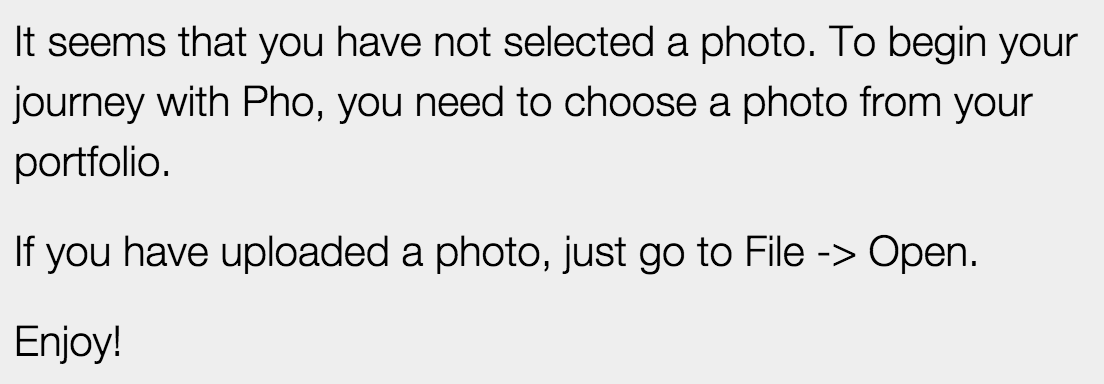 It seems that you have not selected a photo. To begin your
journey with Pho, you need to choose a photo from your
portfolio.
If you have uploaded a photo, just go to File -> Open.
Enjoy!